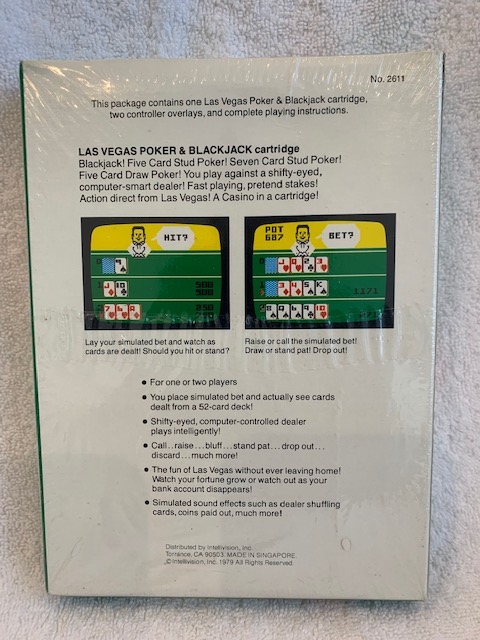 No. 2611
This package contains one Las Vegas Poker & Blackjack cartridge,
two controller overlays, and complete playing instructions.
LAS VEGAS POKER & BLACKJACK cartridge
Blackjack! Five Card Stud Poker! Seven Card Stud Poker!
Five Card Draw Poker! You play against a shifty-eyed,
computer-smart dealer! Fast playing, pretend stakes!
Action direct from Las Vegas! A Casino in a cartridge!
HIT?
POT
687
BET?
1171
Lay your simulated bet and watch as
cards are dealt! Should you hit or stand?
Raise or call the simulated bet!
Draw or stand pat! Drop out!
• For one or two players
• You place simulated bet and actually see cards
dealt from a 52-card deck!
• Shifty-eyed, computer-controlled dealer
plays intelligently!
• Call...raise...bluff...stand pat...drop out...
discard...much more!
• The fun of Las Vegas without ever leaving home!
Watch your fortune grow or watch out as your
bank account disappears!
• Simulated sound effects such as dealer shuffling
cards, coins paid out, much more!
Distributed by Intellivision, Inc.
Torrance, CA 90503. MADE IN SINGAPORE
© Intellivision, Inc. 1979 All Rights Reserved.